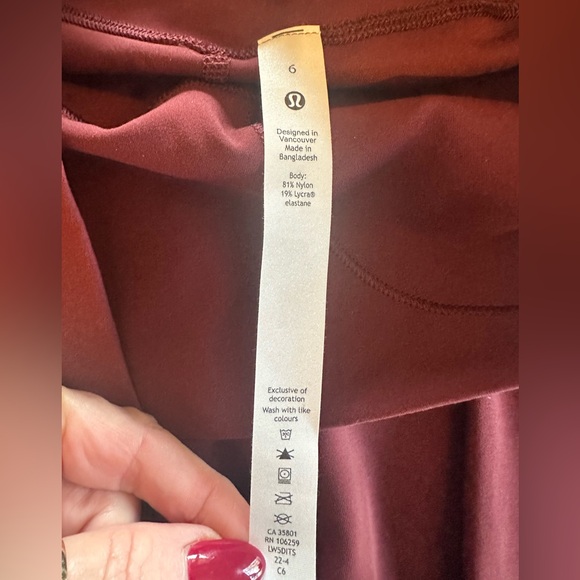 6
Designed in
Vancouver
Made in
Bangladesh
Body:
81% Nylon
19% Lycra®
elastane
Exclusive of
decoration
Wash with like
colours
CA 35801
RN 106259
LW5DITS
22-4
C6